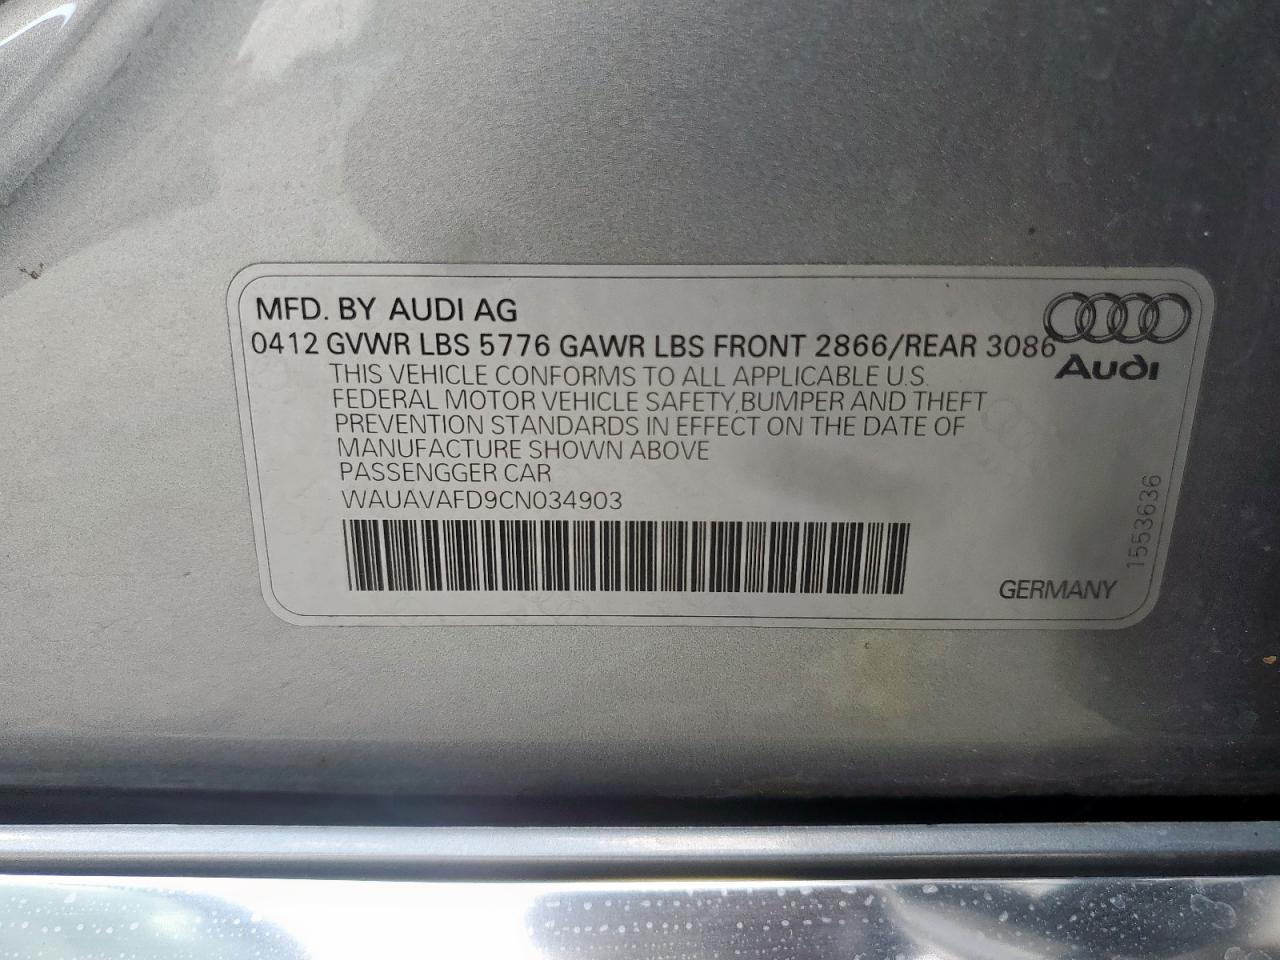 MFD. BY AUDI AG
0412 GVWR LBS 5776 GAWR LBS FRONT 2866/REAR 3086
Audi
THIS VEHICLE CONFORMS TO ALL APPLICABLE U.S.
FEDERAL MOTOR VEHICLE SAFETY,BUMPER AND THEFT
PREVENTION STANDARDS IN EFFECT ON THE DATE OF
MANUFACTURE SHOWN ABOVE
PASSENGGER CAR
WAUAVAFD9CN034903
1553636
GERMANY